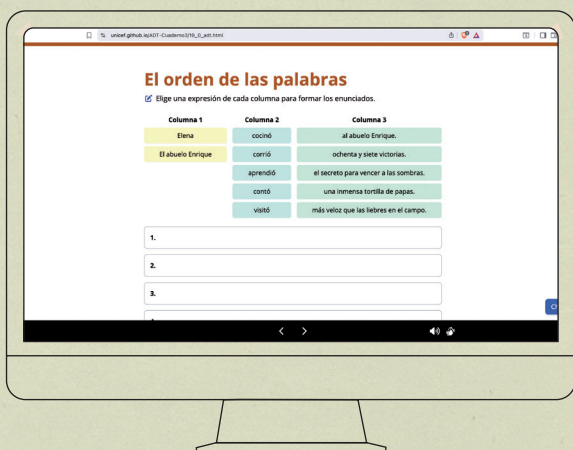 unicef.github.io/ADT-Cuaderno3/19_0_adt.html
El orden de las palabras
Elige una expresión de cada columna para formar los enunciados.
Columna 1 Columna 2 Columna 3
Elena cocinó al abuelo Enrique.
El abuelo Enrique corrió ochenta y siete victorias.
aprendió el secreto para vencer a las sombras.
contó una inmensa tortilla de papas.
visitó más veloz que las liebres en el campo.
1.
2.
3.